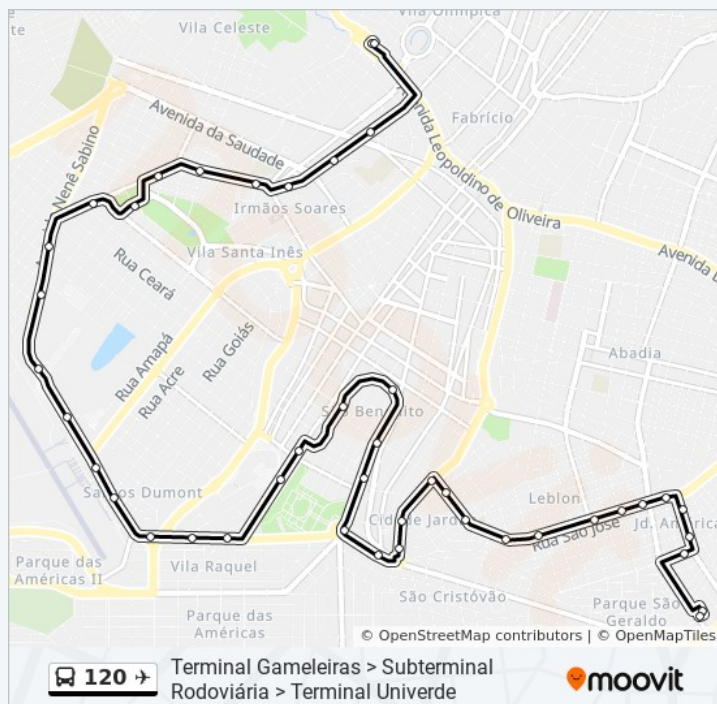 Vila Olímpica
Vila Celeste
te
Fabrício
Avenida da Saudade
Avenida Leopoldino de Oliveira
Nenê Sabino
Irmãos Soares
Vila Santa Inês
Avenida
Rua Ceará
Rua Goiás
Rua Amapá
Rua Acre
Abadia
São Benedito
Santos Dumont
Leblon
Cidade Jardim
Rua São José
Jd. América
Parque das
Américas II
Vila Raquel
São Cristóvão
Parque São
Geraldo
Parque das
Américas
© OpenStreetMap contributors | © OpenMapTiles
120 ✈ Terminal Gameleiras > Subterminal
Rodoviária > Terminal Univerde
moovit